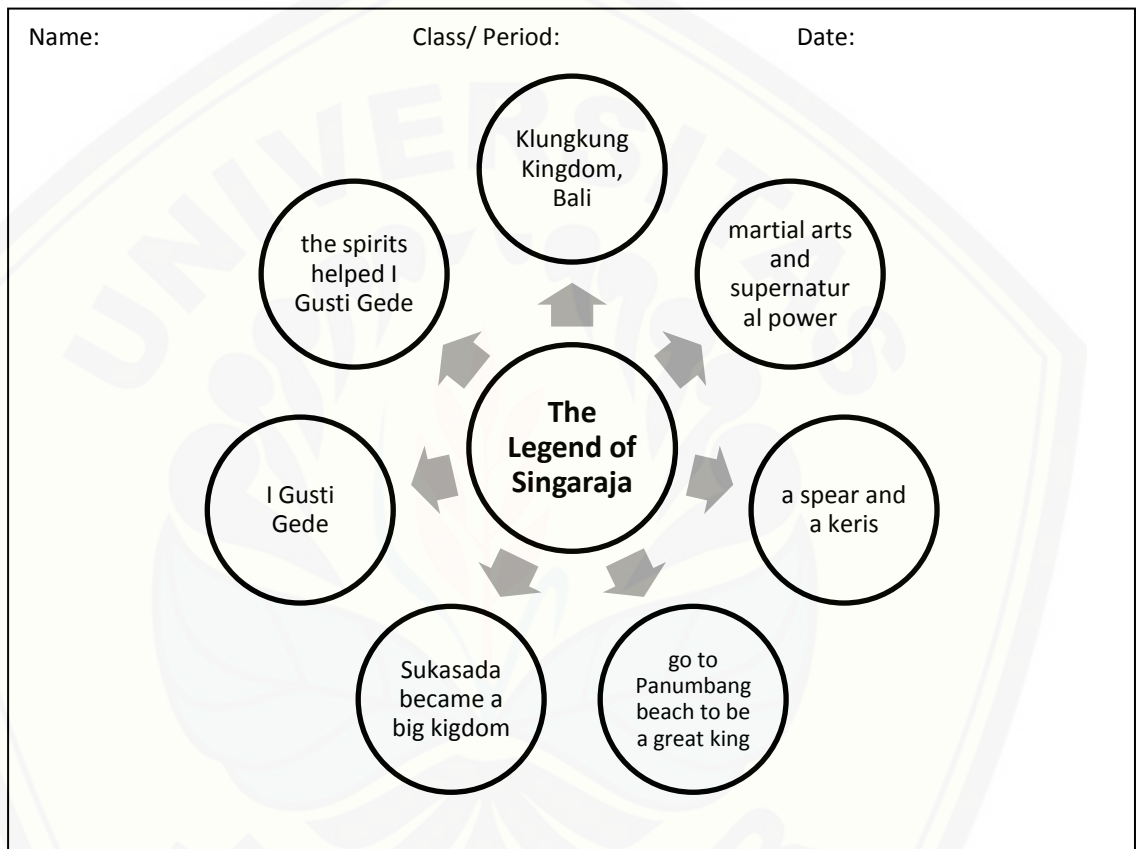 Name: Class/ Period: Date:
Klungkung
Kingdom,
Bali
martial arts
and
supernatur
al power
a spear and
a keris
go to
Panumbang
beach to be
a great king
Sukasada
became a
big kigdom
I Gusti
Gede
the spirits
helped I
Gusti Gede
The
Legend of
Singaraja
UNIVERSITAS